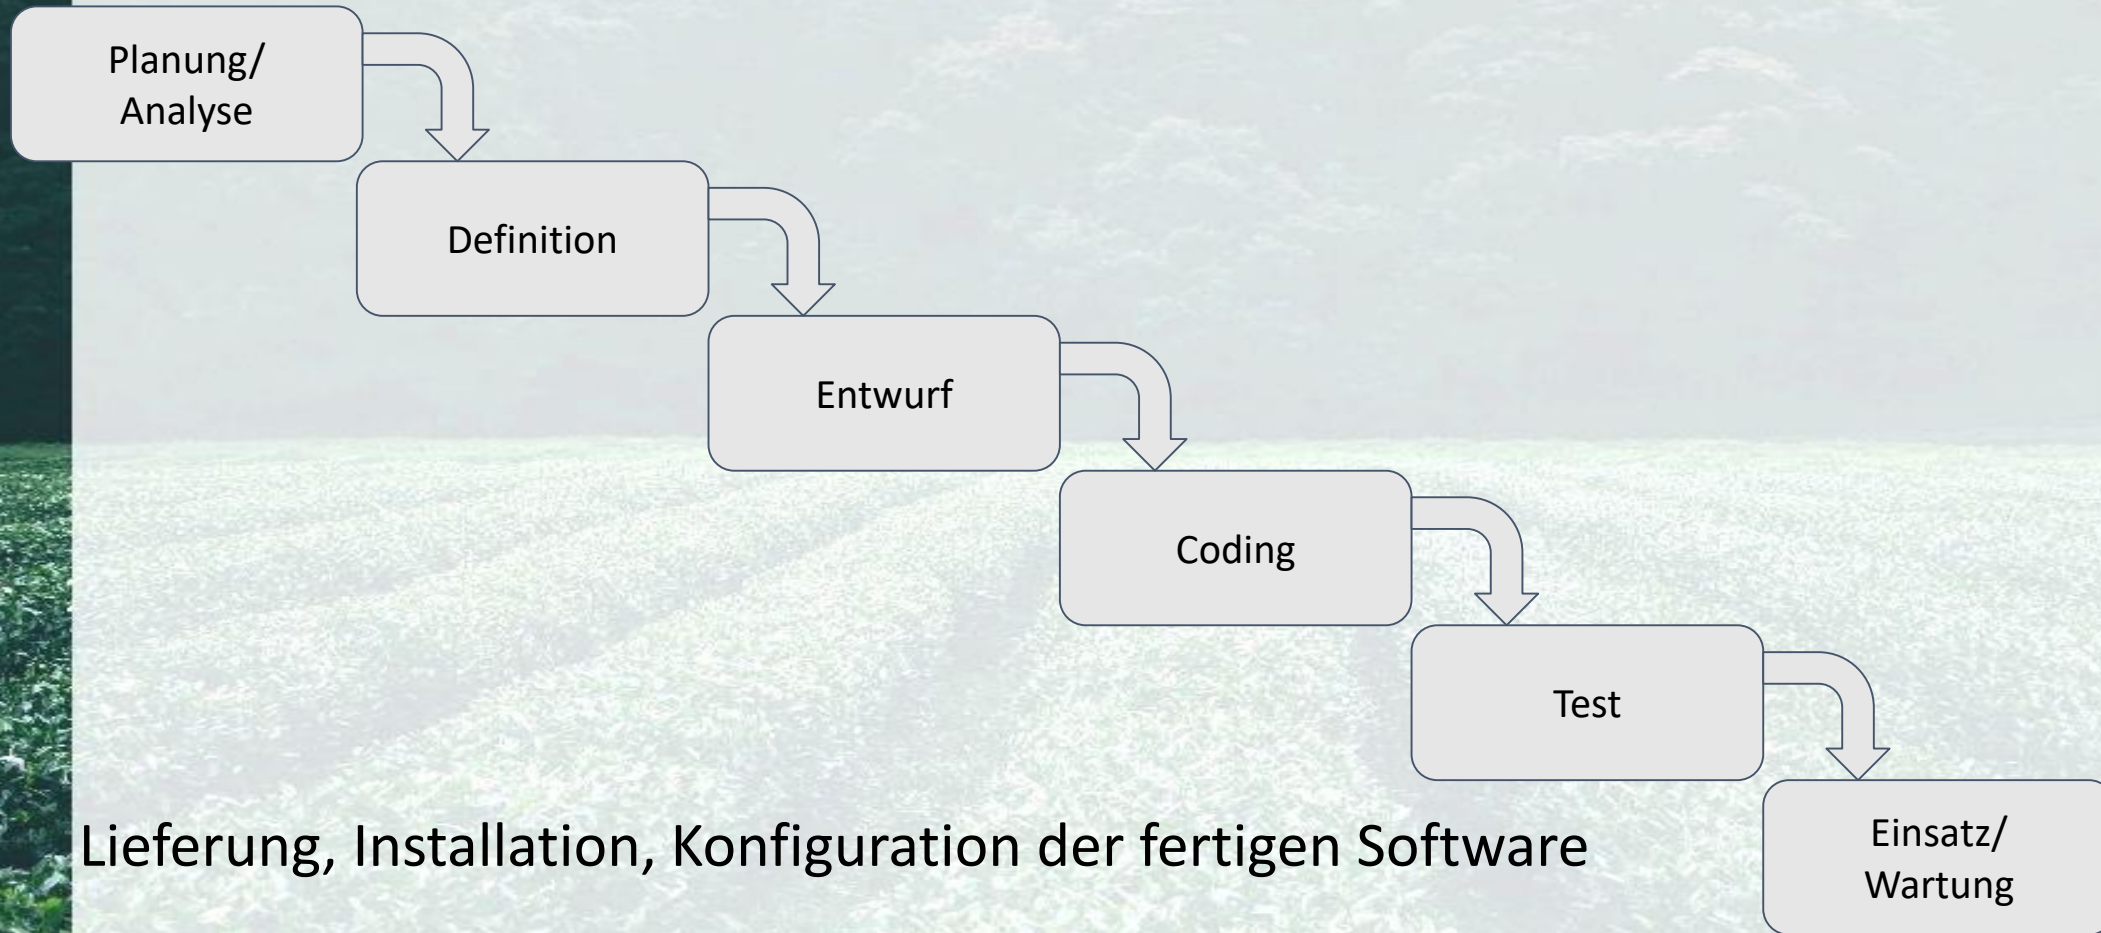 Planung/
Analyse
Definition
Entwurf
Coding
Test
Lieferung, Installation, Konfiguration der fertigen Software
Einsatz/
Wartung